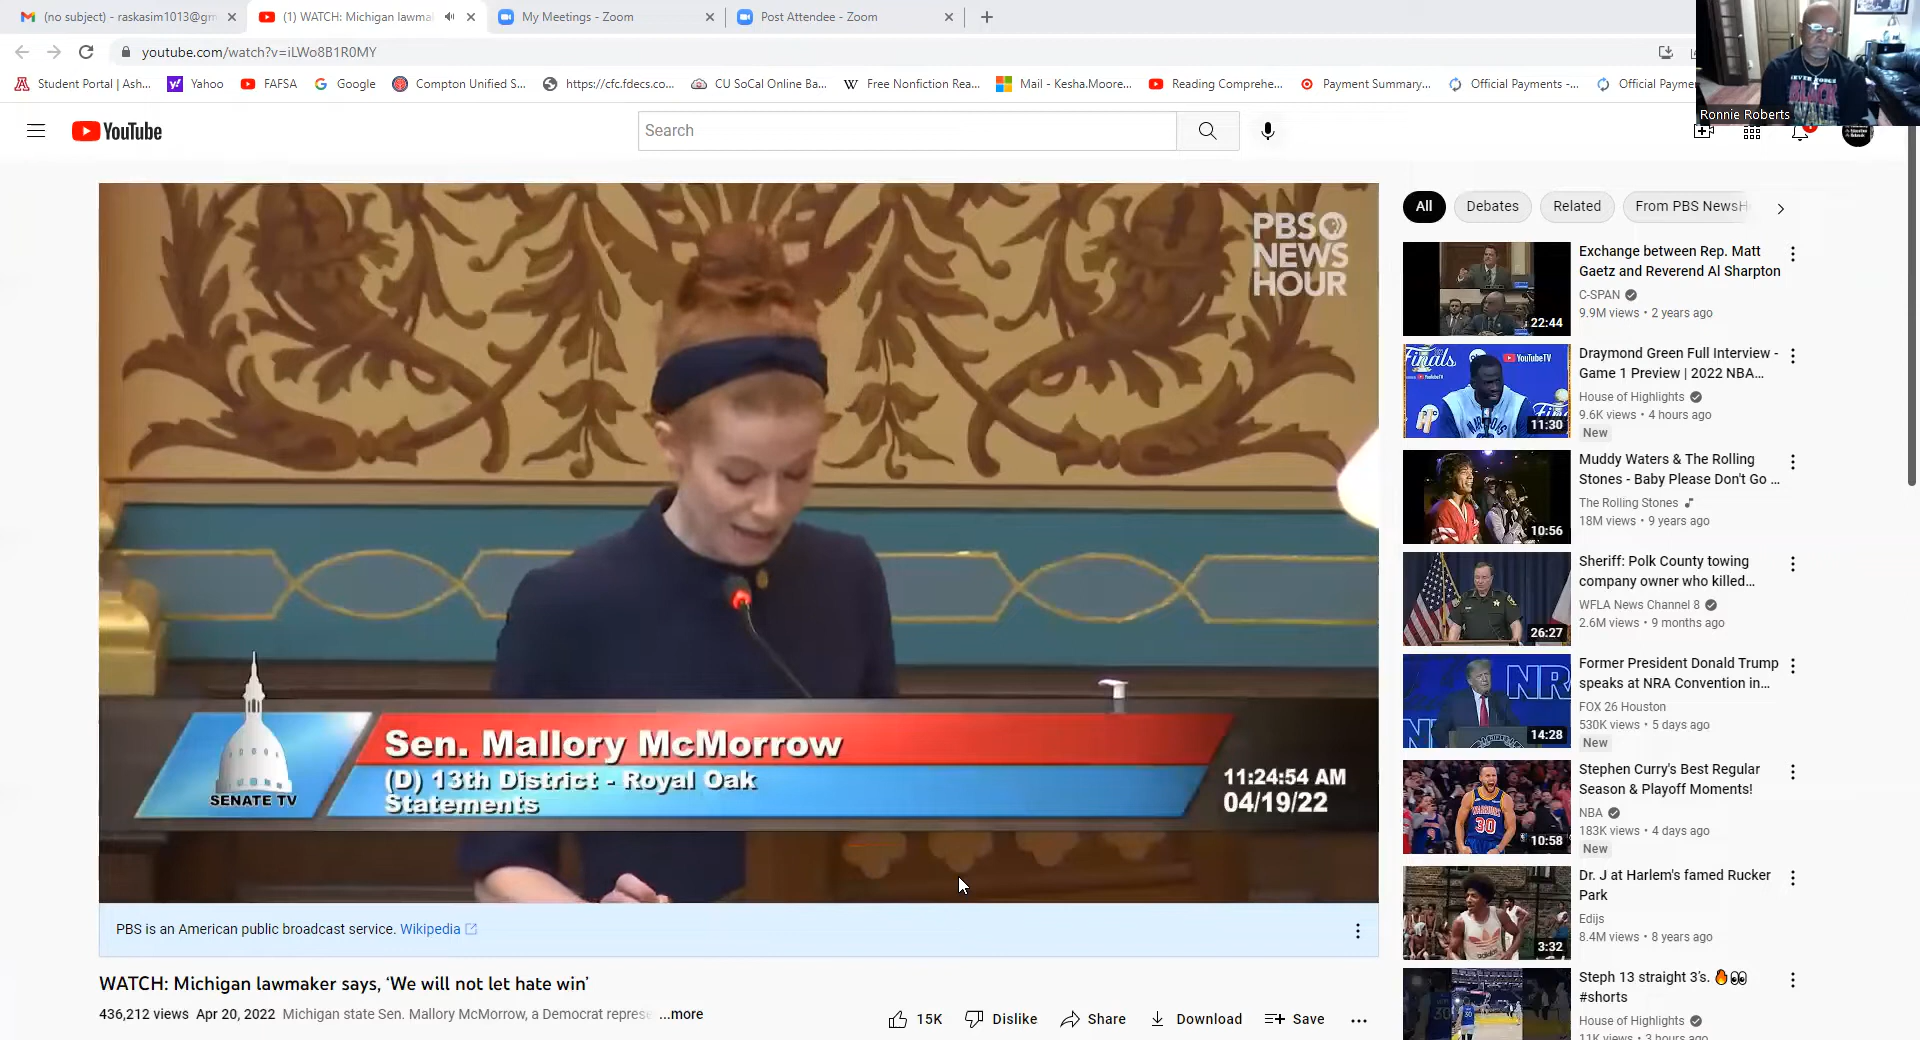 (no subject) - raskasim1013@gm
(1) WATCH: Michigan lawmal
My Meetings - Zoom
Post Attendee - Zoom
youtube.com/watch?v=iLWo8B1R0MY
Student Portal | Ash...
Yahoo
FAFSA
Google
Compton Unified S...
https://cfc.fdecs.co...
CU SoCal Online Ba...
Free Nonfiction Rea...
Mail - Kesha.Moore...
Reading Comprehe...
Payment Summary...
Official Payments -...
Official Payme
Ronnie Roberts
YouTube
Search
PBS
NEWS
HOUR
Sen. Mallory McMorrow
(D) 13th District - Royal Oak
Statements
SENATE TV
11:24:54 AM
04/19/22
PBS is an American public broadcast service. Wikipedia
WATCH: Michigan lawmaker says, ‘We will not let hate win’
436,212 views Apr 20, 2022 Michigan state Sen. Mallory McMorrow, a Democrat represe ...more
15K
Dislike
Share
Download
Save
All
Debates
Related
From PBS NewsH
22:44
Exchange between Rep. Matt
Gaetz and Reverend Al Sharpton
C-SPAN
9.9M views • 2 years ago
Finals
YouTubeTV
11:30
Draymond Green Full Interview -
Game 1 Preview | 2022 NBA...
House of Highlights
9.6K views • 4 hours ago
New
10:56
Muddy Waters & The Rolling
Stones - Baby Please Don't Go ...
The Rolling Stones
18M views • 9 years ago
26:27
Sheriff: Polk County towing
company owner who killed...
WFLA News Channel 8
2.6M views • 9 months ago
NR
14:28
Former President Donald Trump
speaks at NRA Convention in...
FOX 26 Houston
530K views • 5 days ago
New
30
10:58
Stephen Curry's Best Regular
Season & Playoff Moments!
NBA
183K views • 4 days ago
New
3:32
Dr. J at Harlem's famed Rucker
Park
Edijs
8.4M views • 8 years ago
Steph 13 straight 3's. 🔥👀
#shorts
House of Highlights
11K views • 3 hours ago